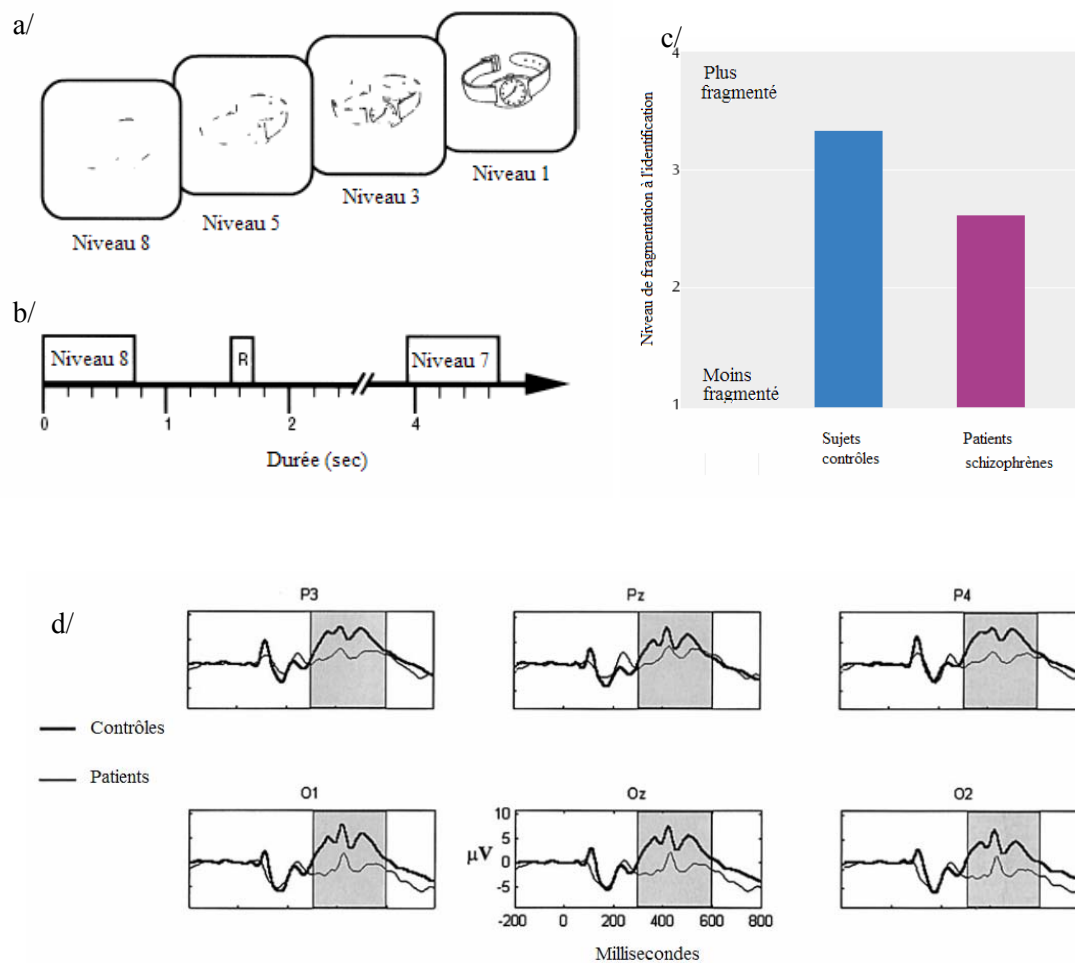 a/
Niveau 8
Niveau 5
Niveau 3
Niveau 1
b/
Niveau 8
R
Niveau 7
0
1
2
4
Durée (sec)
c/
4
3
2
1
Niveau de fragmentation à l'identification
Plus
fragmenté
Moins
fragmenté
Sujets
contrôles
Patients
schizophrènes
d/
Contrôles
Patients
P3
Pz
P4
O1
Oz
O2
10
5
0
-5
µV
-200
0
200
400
600
800
Millisecondes